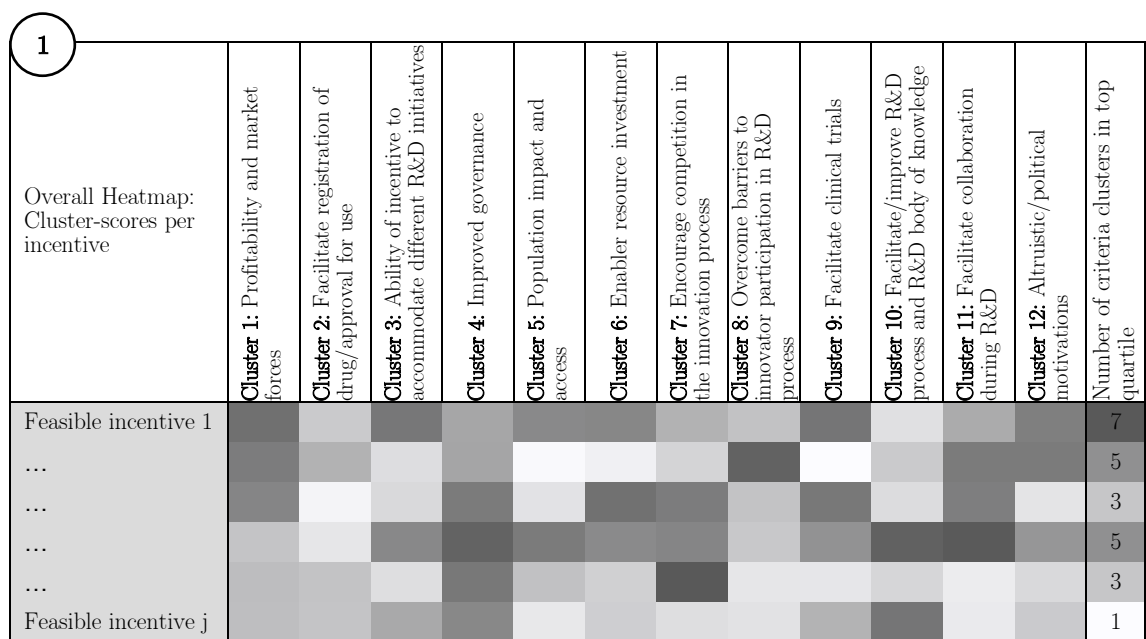 1
Overall Heatmap:
Cluster-scores per
incentive
Cluster 1: Profitability and market
forces
Cluster 2: Facilitate registration of
drug/approval for use
Cluster 3: Ability of incentive to
accommodate different R&D initiatives
Cluster 4: Improved governance
Cluster 5: Population impact and
access
Cluster 6: Enabler resource investment
Cluster 7: Encourage competition in
the innovation process
Cluster 8: Overcome barriers to
innovator participation in R&D
process
Cluster 9: Facilitate clinical trials
Cluster 10: Facilitate/improve R&D
process and R&D body of knowledge
Cluster 11: Facilitate collaboration
during R&D
Cluster 12: Altruistic/political
motivations
Number of criteria clusters in top
quartile
Feasible incentive 1 7
... 5
... 3
... 5
... 3
Feasible incentive j 1